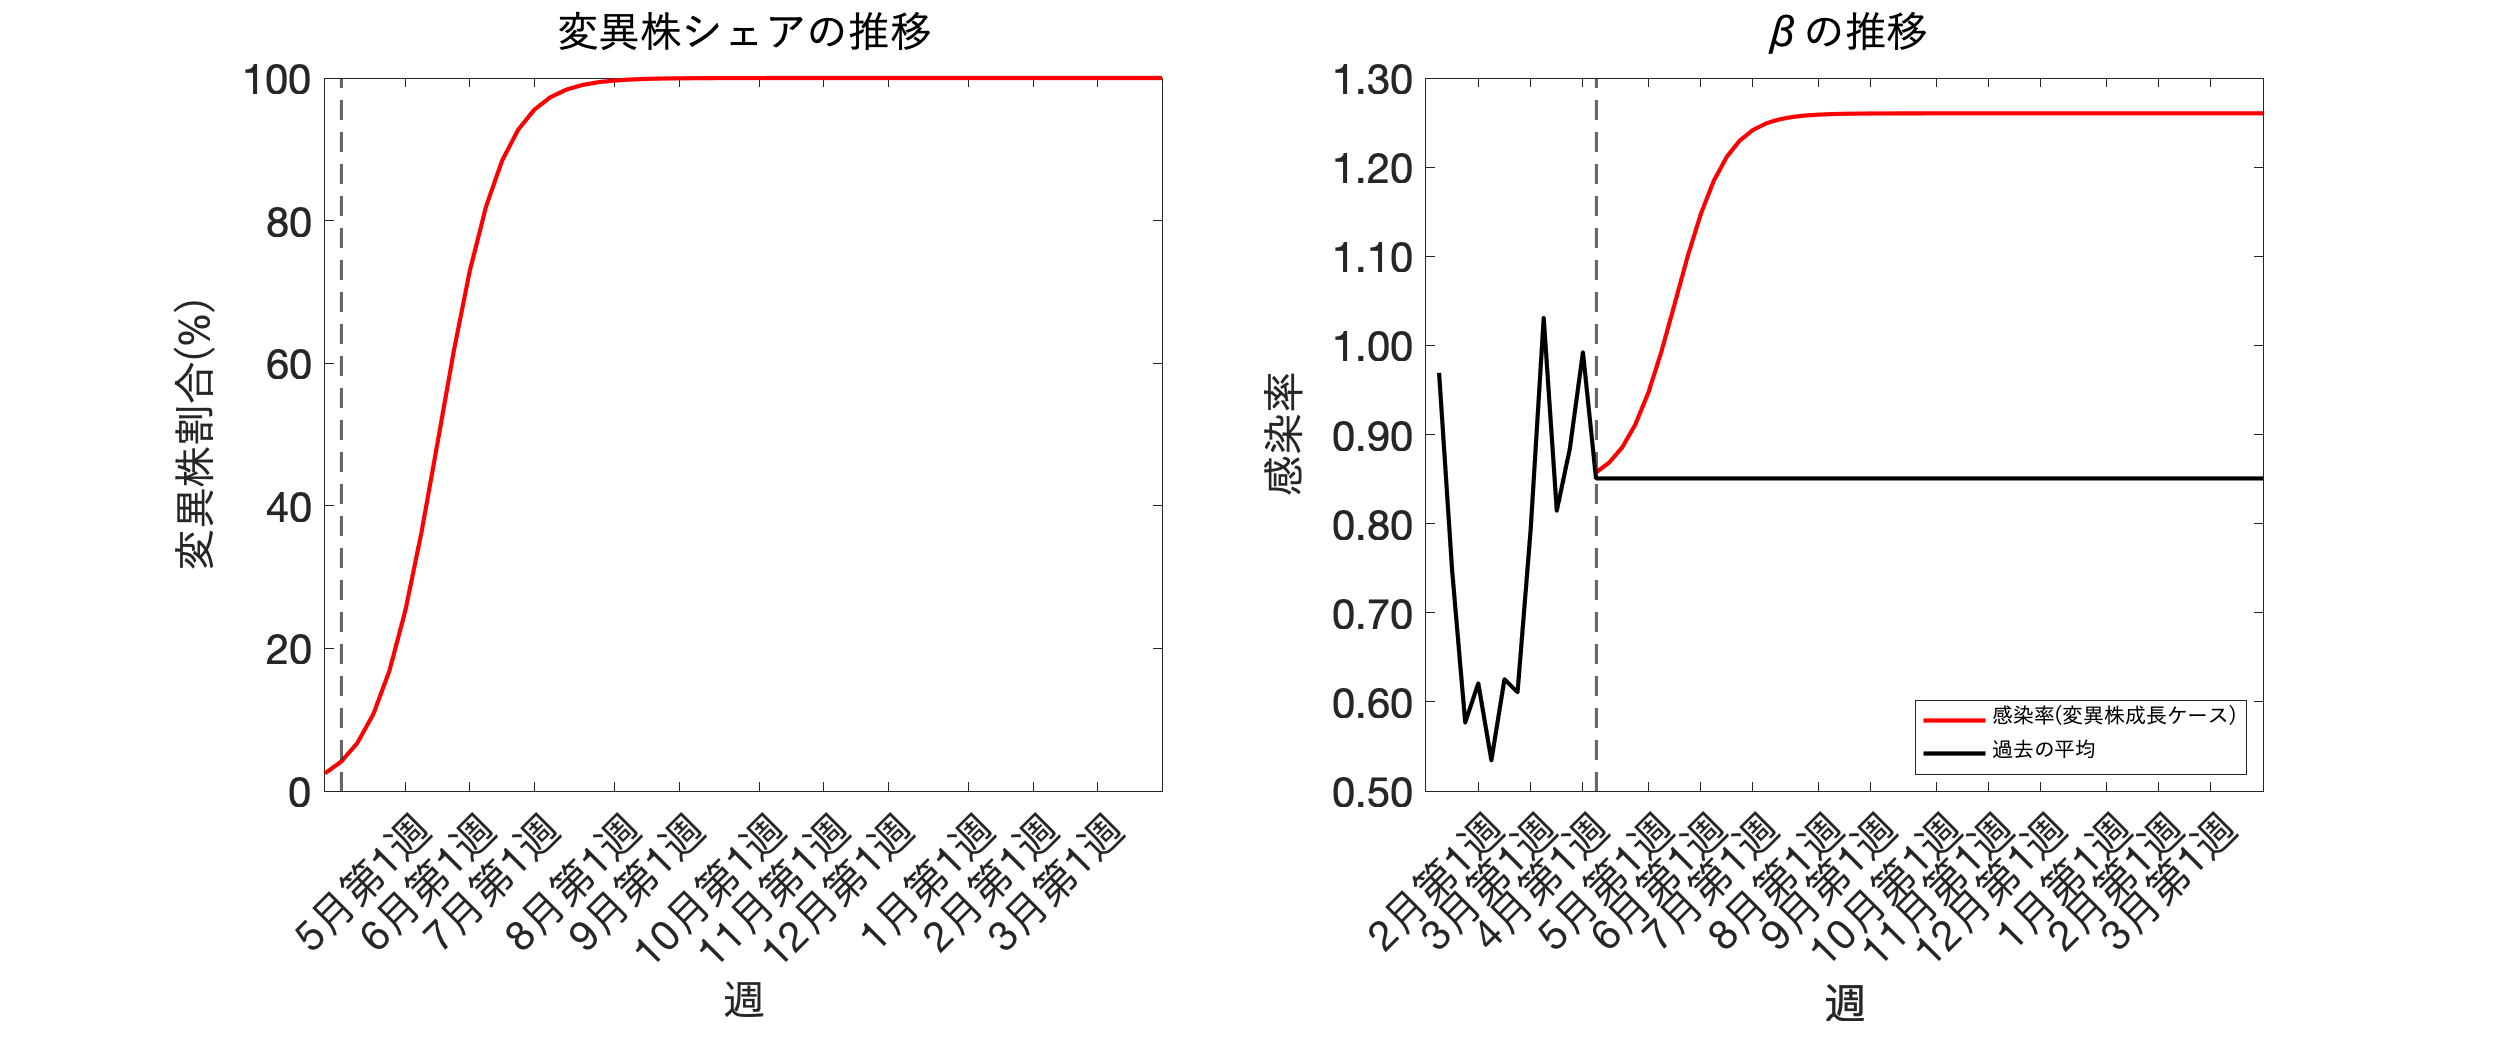 変異株シェアの推移
変異株割合(%)
100
80
60
40
20
0
5月第1週
6月第1週
7月第1週
8月第1週
9月第1週
10月第1週
11月第1週
12月第1週
1月第1週
2月第1週
3月第1週
週
βの推移
感染率
1.30
1.20
1.10
1.00
0.90
0.80
0.70
0.60
0.50
感染率(変異株成長ケース)
過去の平均
2月第1週
3月第1週
4月第1週
5月第1週
6月第1週
7月第1週
8月第1週
9月第1週
10月第1週
11月第1週
12月第1週
1月第1週
2月第1週
3月第1週
週